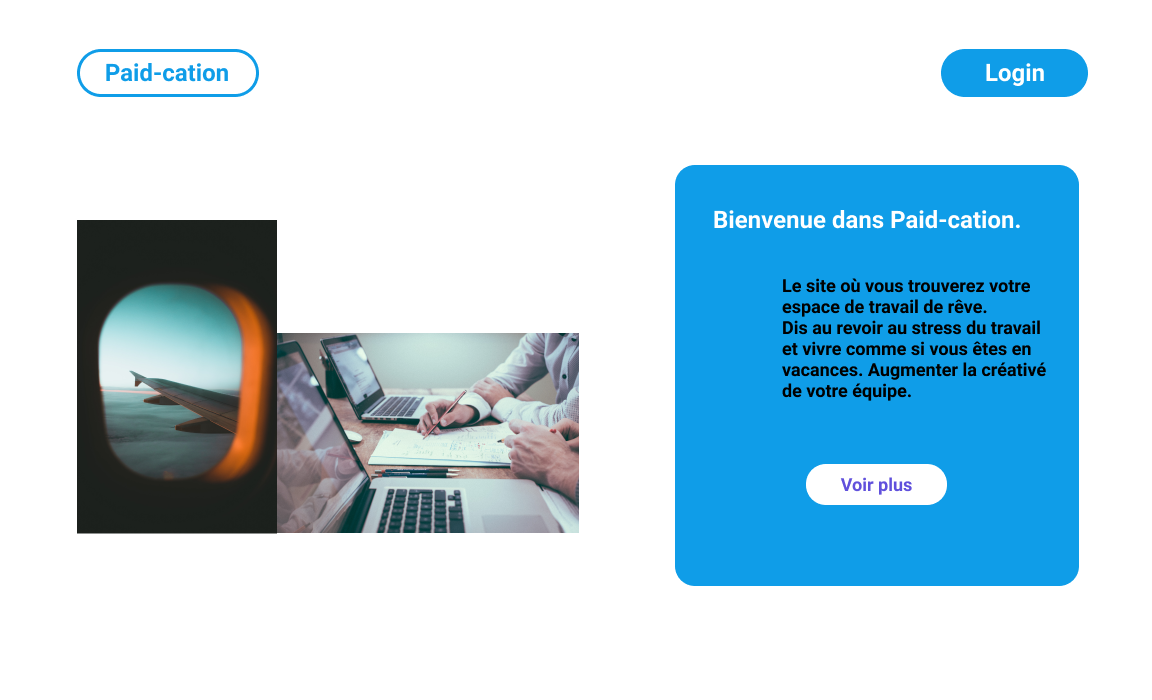 Paid-cation
Login
Bienvenue dans Paid-cation.
Le site où vous trouverez votre
espace de travail de rêve.
Dis au revoir au stress du travail
et vivre comme si vous êtes en
vacances. Augmenter la créativé
de votre équipe.
Voir plus